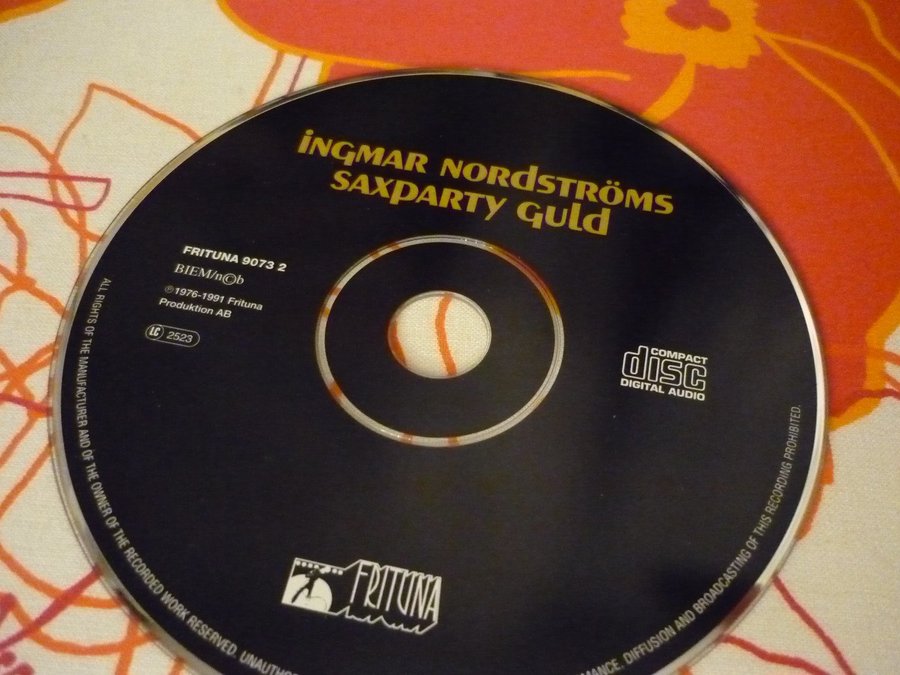 iNGMAR NORdSTRÖMS
SAXPARTY Guld
FRITUNA 9073 2
BIEM/n©b
℗1976-1991 Frituna
Produktion AB
LC 2523
COMPACT
disc
DIGITAL AUDIO
FRITUNA
ALL RIGHTS OF THE MANUFACTURER AND OF THE OWNER OF THE RECORDED WORK RESERVED. UNAUTHO
MANCE, DIFFUSION AND BROADCASTING OF THIS RECORDING PROHIBITED.